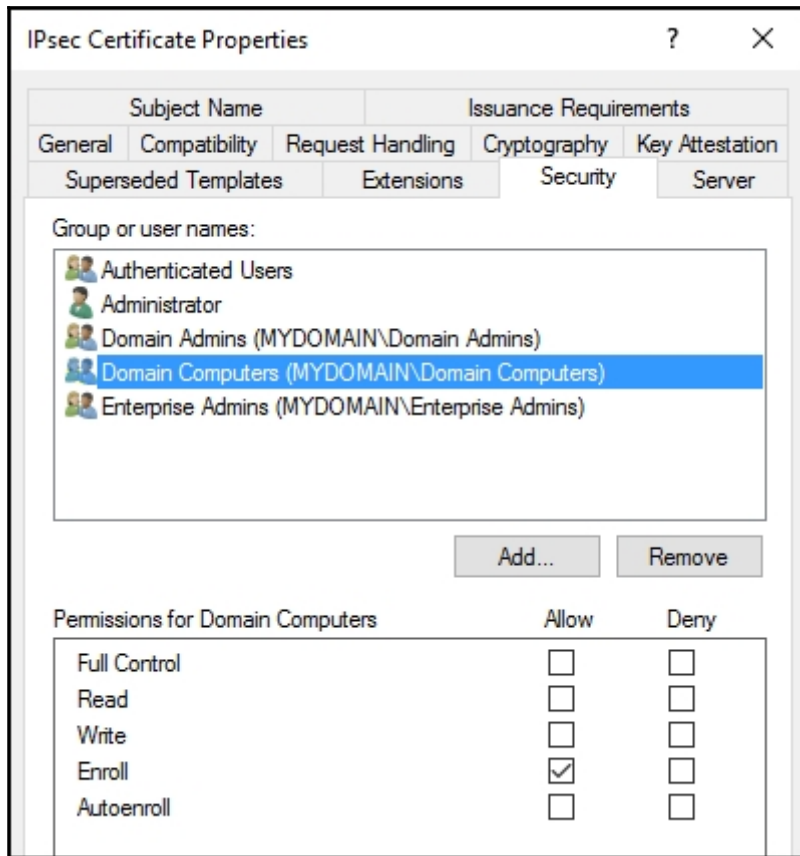 IPsec Certificate Properties ?
Subject Name Issuance Requirements
General Compatibility Request Handling Cryptography Key Attestation
Superseded Templates Extensions Security Server
Group or user names:
Authenticated Users
Administrator
Domain Admins (MYDOMAIN\Domain Admins)
Domain Computers (MYDOMAIN\Domain Computers)
Enterprise Admins (MYDOMAIN\Enterprise Admins)
Add... Remove
Permissions for Domain Computers Allow Deny
Full Control
Read
Write
Enroll
Autoenroll